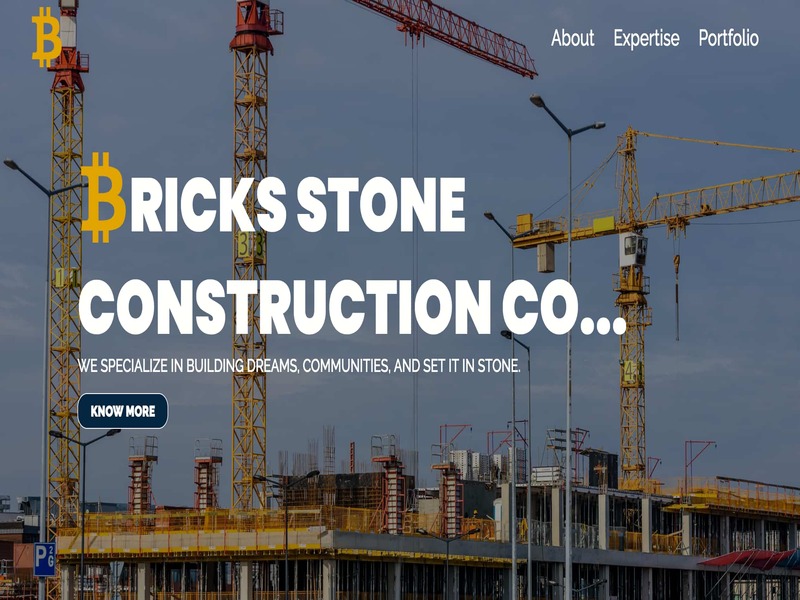 About Expertise Portfolio
₿RICKS STONE
CONSTRUCTION CO...
WE SPECIALIZE IN BUILDING DREAMS, COMMUNITIES, AND SET IT IN STONE.
KNOW MORE
P 2
G